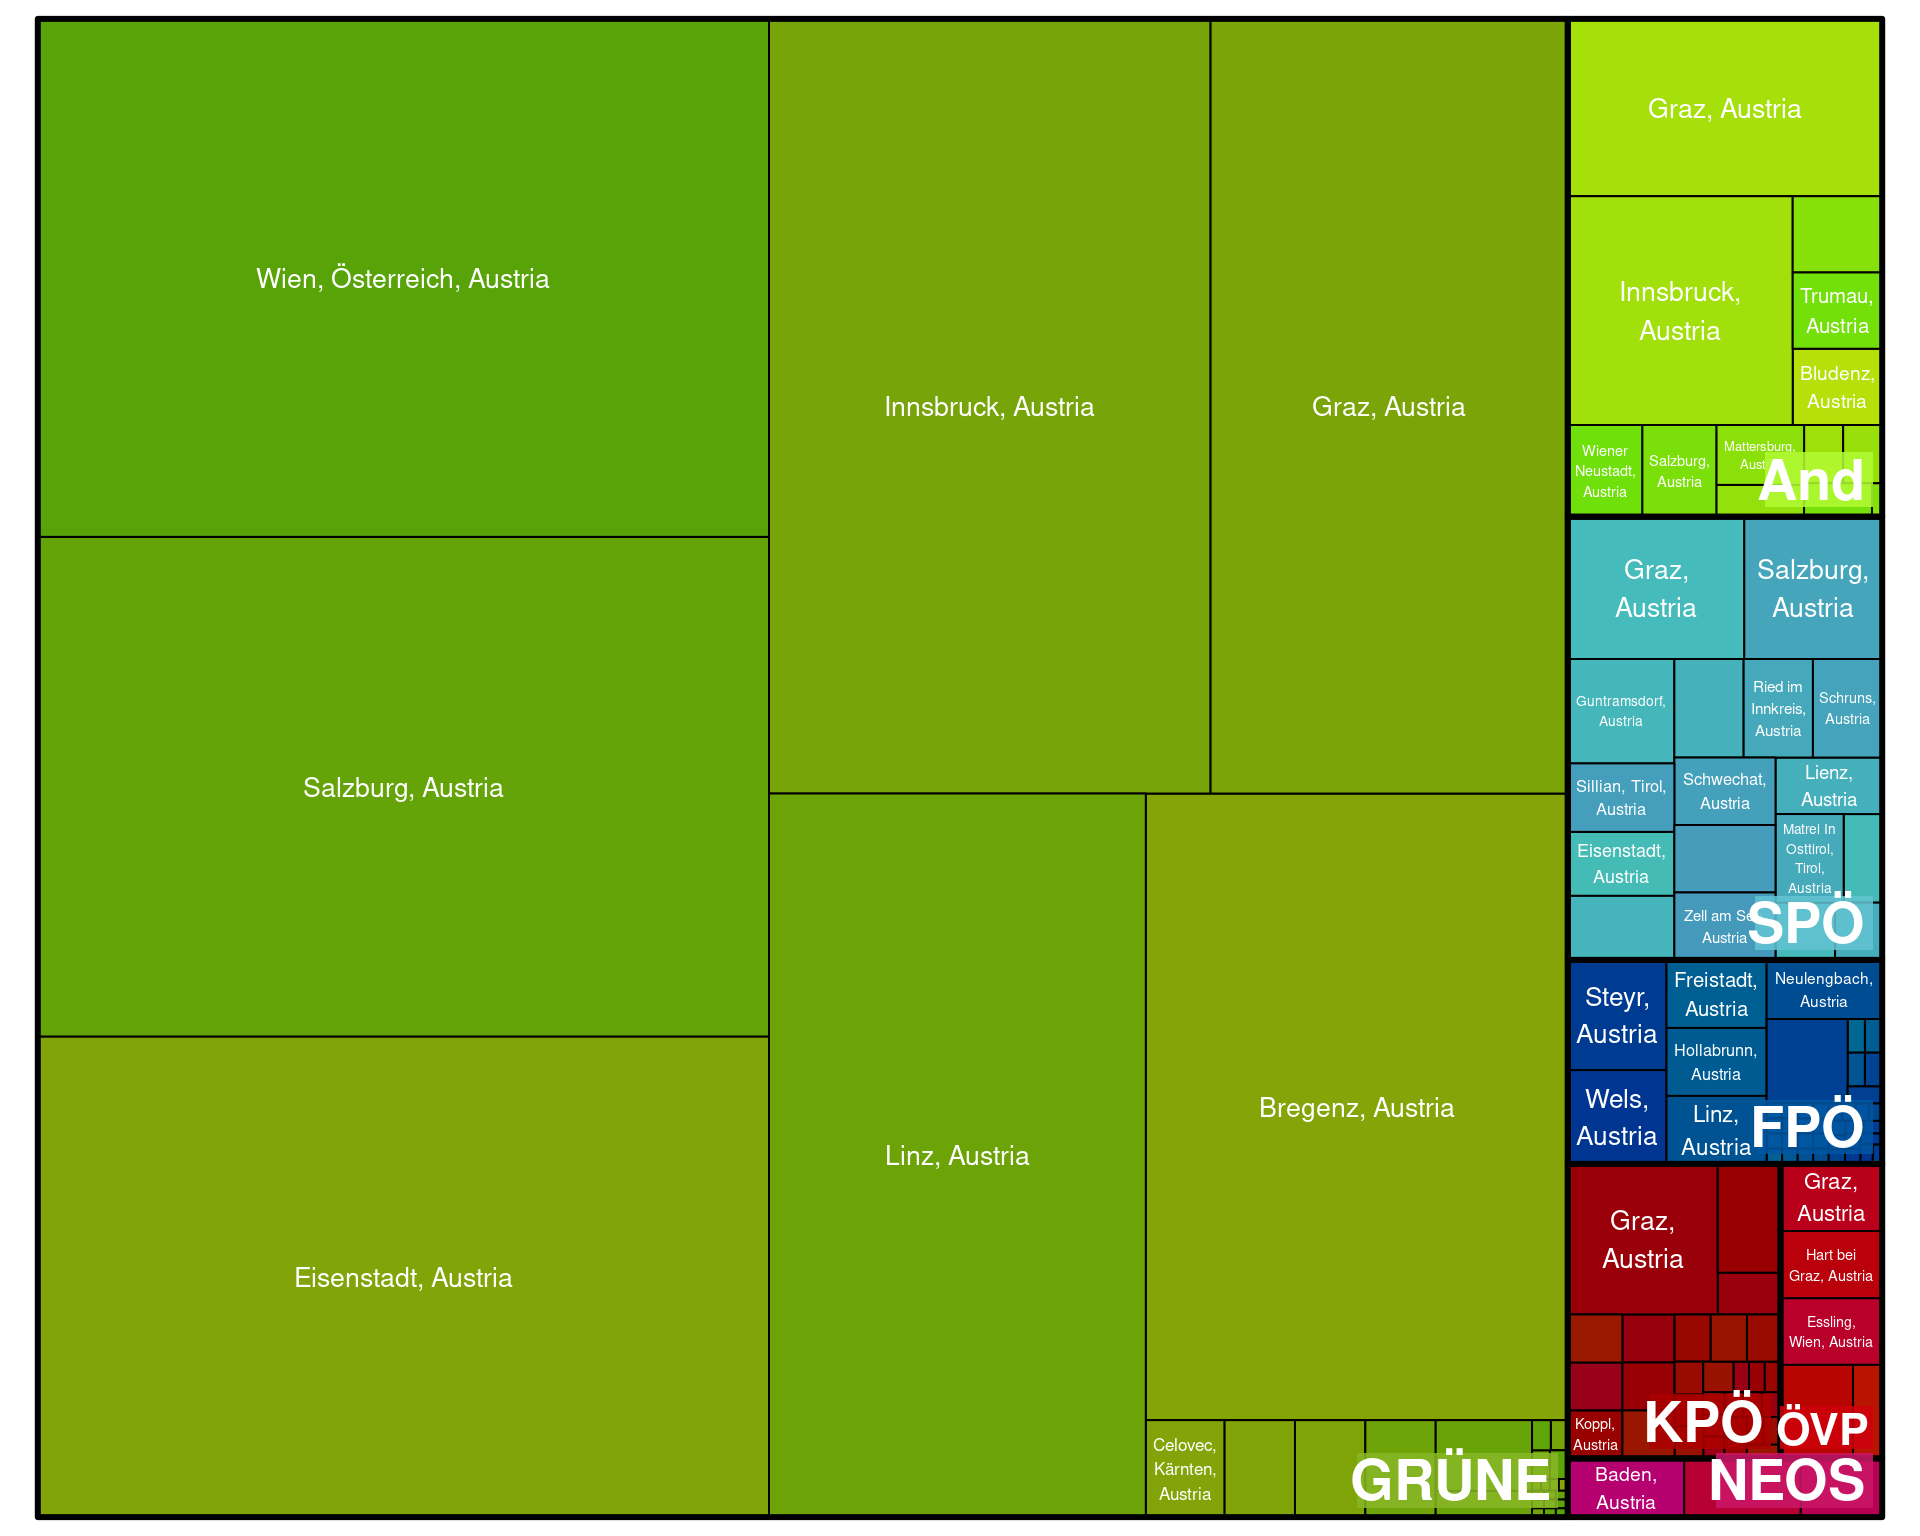 Wien, Österreich, Austria
Salzburg, Austria
Eisenstadt, Austria
Innsbruck, Austria
Graz, Austria
Linz, Austria
Bregenz, Austria
Celovec,
Kärnten,
Austria
GRÜNE
Graz, Austria
Innsbruck,
Austria
Trumau,
Austria
Bludenz,
Austria
Wiener
Neustadt,
Austria
Salzburg,
Austria
Mattersburg,
And
Graz,
Austria
Salzburg,
Austria
Guntramsdorf,
Austria
Ried im
Innkreis,
Austria
Schruns,
Austria
Sillian, Tirol,
Austria
Schwechat,
Austria
Lienz,
Austria
Eisenstadt,
Austria
Matrei In
Osttirol,
Tirol,
Austria
Zell am
Austria
SPÖ
Steyr,
Austria
Freistadt,
Austria
Neulengbach,
Austria
Hollabrunn,
Austria
Wels,
Austria
Linz,
Austria
FPÖ
Graz,
Austria
Koppl,
Austria
KPÖ
Graz,
Austria
Hart bei
Graz, Austria
Essling,
Wien, Austria
ÖVP
Baden,
Austria
NEOS